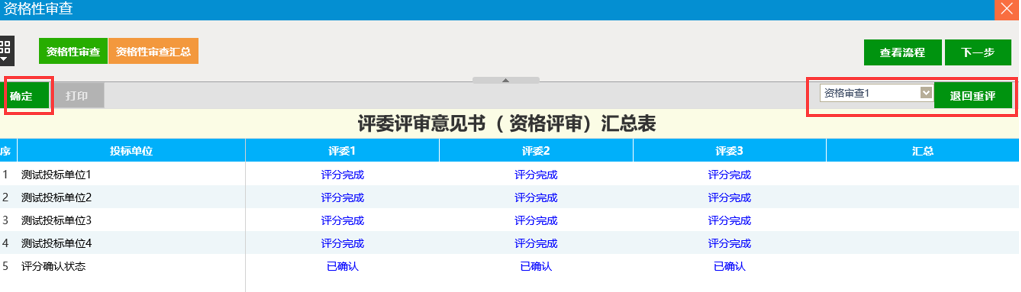 资格性审查
资格性审查 资格性审查汇总 查看流程 下一步
确定 打印 资格审查1 退回重评
评委评审意见书（ 资格评审）汇总表
序 投标单位 评委1 评委2 评委3 汇总
1 测试投标单位1 评分完成 评分完成 评分完成
2 测试投标单位2 评分完成 评分完成 评分完成
3 测试投标单位3 评分完成 评分完成 评分完成
4 测试投标单位4 评分完成 评分完成 评分完成
5 评分确认状态 已确认 已确认 已确认